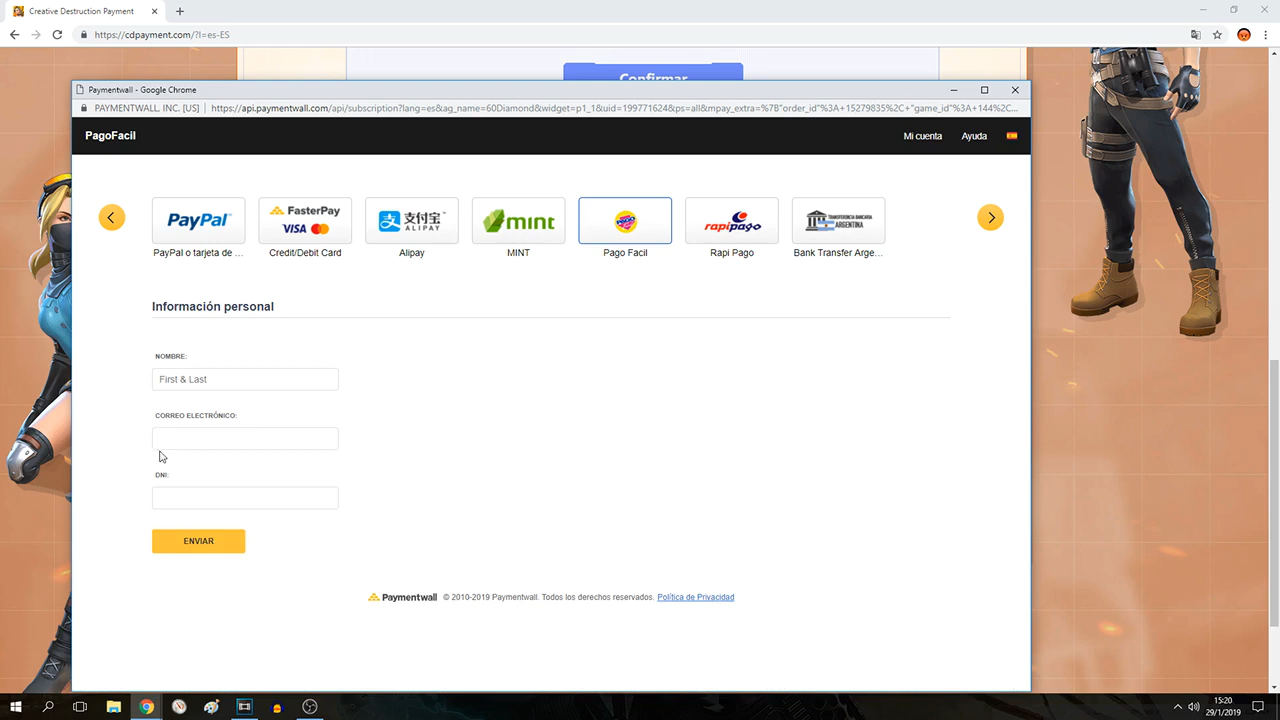 Creative Destruction Payment
https://cdpayment.com/?l=es-ES
Confirmar
Paymentwall - Google Chrome
PAYMENTWALL, INC. [US] https://api.paymentwall.com/api/subscription?lang=es&ag_name=60Diamond&widget=p1_1&uid=199771624&ps=all&mpay_extra=%7B"order_id"%3A+15279835%2C+"game_id"%3A+144%2C...
PagoFacil Mi cuenta Ayuda
PayPal FasterPay VISA 支付宝 ALIPAY mint PAGO FACIL rapipago TRANSFERENCIA BANCARIA ARGENTINA
PayPal o tarjeta de ... Credit/Debit Card Alipay MINT Pago Facil Rapi Pago Bank Transfer Arge...
Información personal
NOMBRE:
First & Last
CORREO ELECTRÓNICO:
DNI:
ENVIAR
Paymentwall © 2010-2019 Paymentwall. Todos los derechos reservados. Política de Privacidad
15:20
29/1/2019